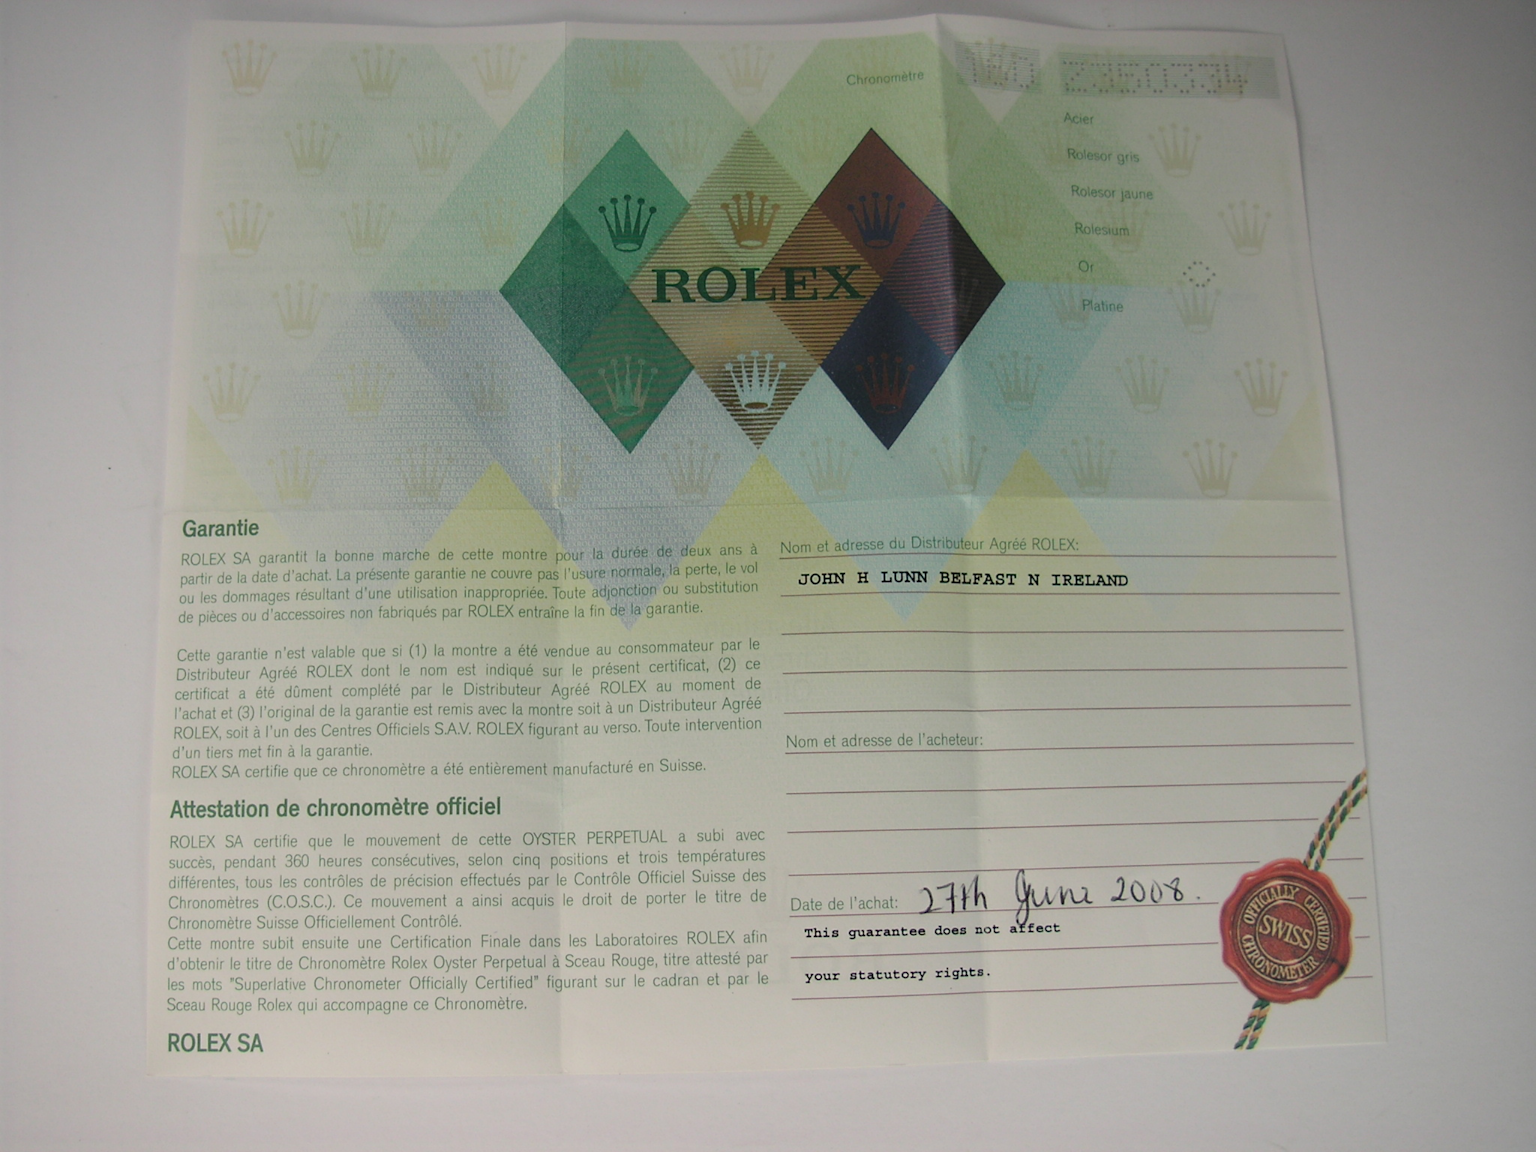 Chronomètre
Acier
Rolesor gris
Rolesor jaune
Rolesium
Or
Platine
ROLEX
Garantie
ROLEX SA garantit la bonne marche de cette montre pour la durée de deux ans à
partir de la date d'achat. La présente garantie ne couvre pas l'usure normale, la perte, le vol
ou les dommages résultant d'une utilisation inappropriée. Toute adjonction ou substitution
de pièces ou d'accessoires non fabriqués par ROLEX entraîne la fin de la garantie.
Cette garantie n'est valable que si (1) la montre a été vendue au consommateur par le
Distributeur Agréé ROLEX dont le nom est indiqué sur le présent certificat, (2) ce
certificat a été dûment complété par le Distributeur Agréé ROLEX au moment de
l'achat et (3) l'original de la garantie est remis avec la montre soit à un Distributeur Agréé
ROLEX, soit à l'un des Centres Officiels S.A.V. ROLEX figurant au verso. Toute intervention
d'un tiers met fin à la garantie.
ROLEX SA certifie que ce chronomètre a été entièrement manufacturé en Suisse.
Attestation de chronomètre officiel
ROLEX SA certifie que le mouvement de cette OYSTER PERPETUAL a subi avec
succès, pendant 360 heures consécutives, selon cinq positions et trois températures
différentes, tous les contrôles de précision effectués par le Contrôle Officiel Suisse des
Chronomètres (C.O.S.C.). Ce mouvement a ainsi acquis le droit de porter le titre de
Chronomètre Suisse Officiellement Contrôlé.
Cette montre subit ensuite une Certification Finale dans les Laboratoires ROLEX afin
d'obtenir le titre de Chronomètre Rolex Oyster Perpetual à Sceau Rouge, titre attesté par
les mots "Superlative Chronometer Officially Certified" figurant sur le cadran et par le
Sceau Rouge Rolex qui accompagne ce Chronomètre.
ROLEX SA
Nom et adresse du Distributeur Agréé ROLEX:
JOHN H LUNN BELFAST N IRELAND
Nom et adresse de l'acheteur:
Date de l'achat: 27th June 2008.
This guarantee does not affect
your statutory rights.
OFFICIALLY CERTIFIED
SWISS
CHRONOMETER